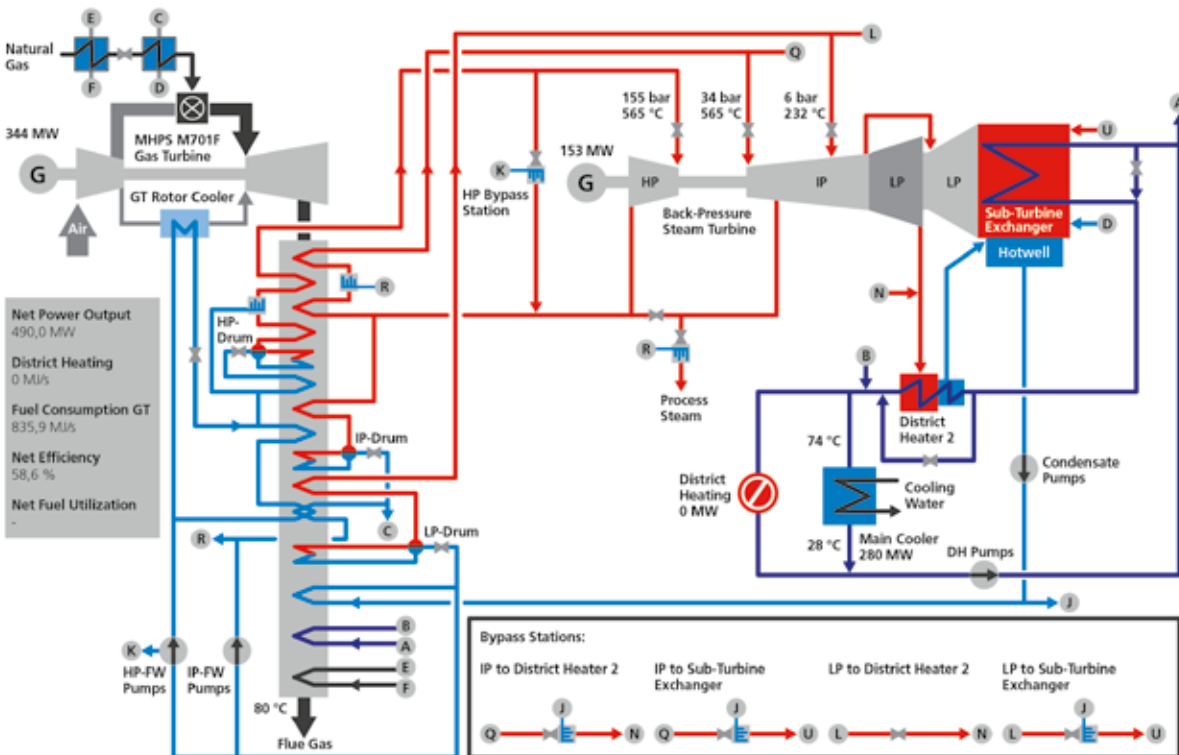 E
C
Natural
Gas
F
D
344 MW
MHPS M701F
Gas Turbine
G
GT Rotor Cooler
Air
L
Q
155 bar
565 °C
34 bar
565 °C
6 bar
232 °C
A
U
153 MW
G
HP
IP
LP
LP
K
HP Bypass
Station
Back-Pressure
Steam Turbine
Sub-Turbine
Exchanger
D
Hotwell
R
N
Net Power Output
490,0 MW
District Heating
0 MJ/s
Fuel Consumption GT
835,9 MJ/s
Net Efficiency
58,6 %
Net Fuel Utilization
-
HP-
Drum
R
Process
Steam
B
District
Heater 2
IP-Drum
74 °C
Cooling
Water
District
Heating
0 MW
Condensate
Pumps
C
R
LP-Drum
28 °C
Main Cooler
280 MW
DH Pumps
J
B
A
K
HP-FW
Pumps
IP-FW
Pumps
E
F
80 °C
Flue Gas
Bypass Stations:
IP to District Heater 2
IP to Sub-Turbine
Exchanger
LP to District Heater 2
LP to Sub-Turbine
Exchanger
J
J
J
Q
N
Q
U
L
N
L
U